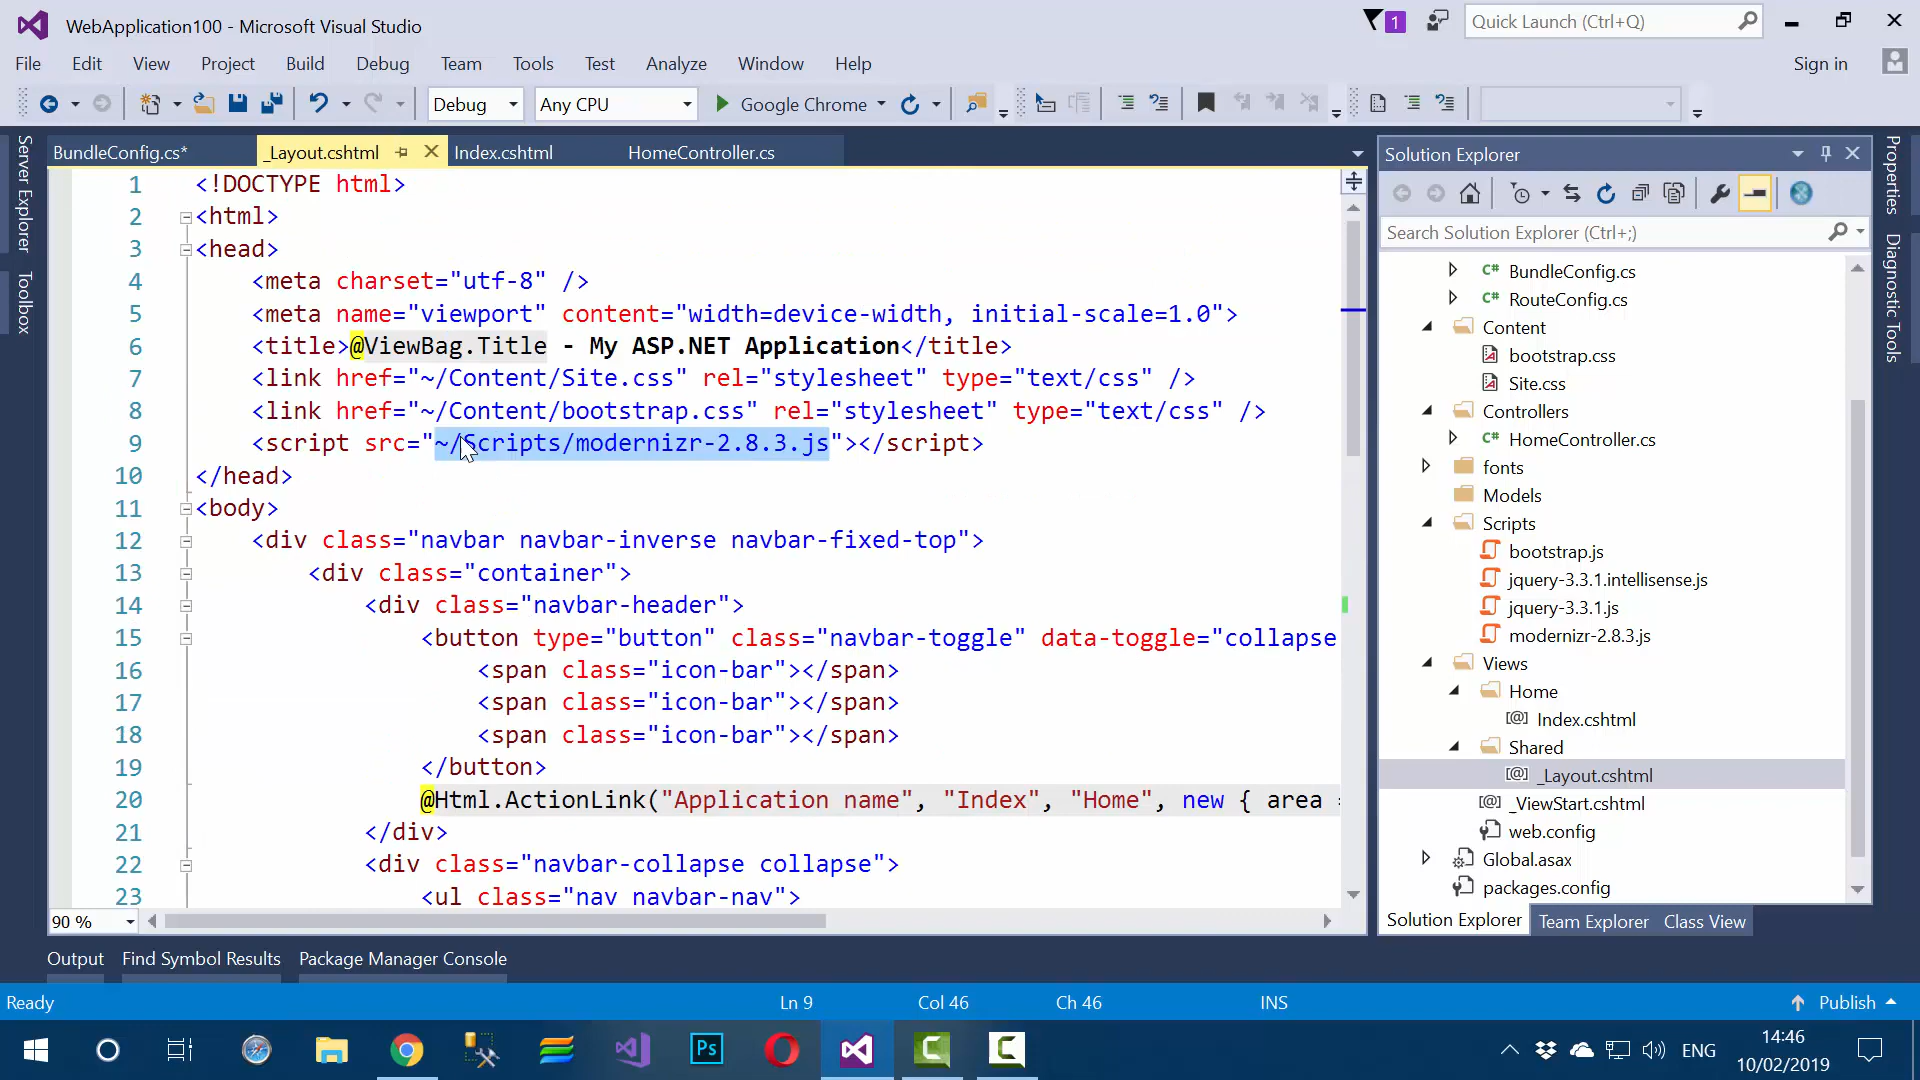 WebApplication100 - Microsoft Visual Studio
1
Quick Launch (Ctrl+Q)
File Edit View Project Build Debug Team Tools Test Analyze Window Help
Sign in
Debug Any CPU Google Chrome
BundleConfig.cs* _Layout.cshtml Index.cshtml HomeController.cs
Server Explorer
Toolbox
1 <!DOCTYPE html>
2 <html>
3 <head>
4 <meta charset="utf-8" />
5 <meta name="viewport" content="width=device-width, initial-scale=1.0">
6 <title>@ViewBag.Title - My ASP.NET Application</title>
7 <link href="~/Content/Site.css" rel="stylesheet" type="text/css" />
8 <link href="~/Content/bootstrap.css" rel="stylesheet" type="text/css" />
9 <script src="~/Scripts/modernizr-2.8.3.js"></script>
10 </head>
11 <body>
12 <div class="navbar navbar-inverse navbar-fixed-top">
13 <div class="container">
14 <div class="navbar-header">
15 <button type="button" class="navbar-toggle" data-toggle="collapse
16 <span class="icon-bar"></span>
17 <span class="icon-bar"></span>
18 <span class="icon-bar"></span>
19 </button>
20 @Html.ActionLink("Application name", "Index", "Home", new { area =
21 </div>
22 <div class="navbar-collapse collapse">
23 <ul class="nav navbar-nav">
90 %
Solution Explorer
Search Solution Explorer (Ctrl+;)
C# BundleConfig.cs
C# RouteConfig.cs
Content
bootstrap.css
Site.css
Controllers
C# HomeController.cs
fonts
Models
Scripts
bootstrap.js
jquery-3.3.1.intellisense.js
jquery-3.3.1.js
modernizr-2.8.3.js
Views
Home
[@] Index.cshtml
Shared
[@] _Layout.cshtml
[@] _ViewStart.cshtml
web.config
Global.asax
packages.config
Solution Explorer Team Explorer Class View
Properties
Diagnostic Tools
Output Find Symbol Results Package Manager Console
Ready Ln 9 Col 46 Ch 46 INS Publish
Ps
ENG
14:46
10/02/2019